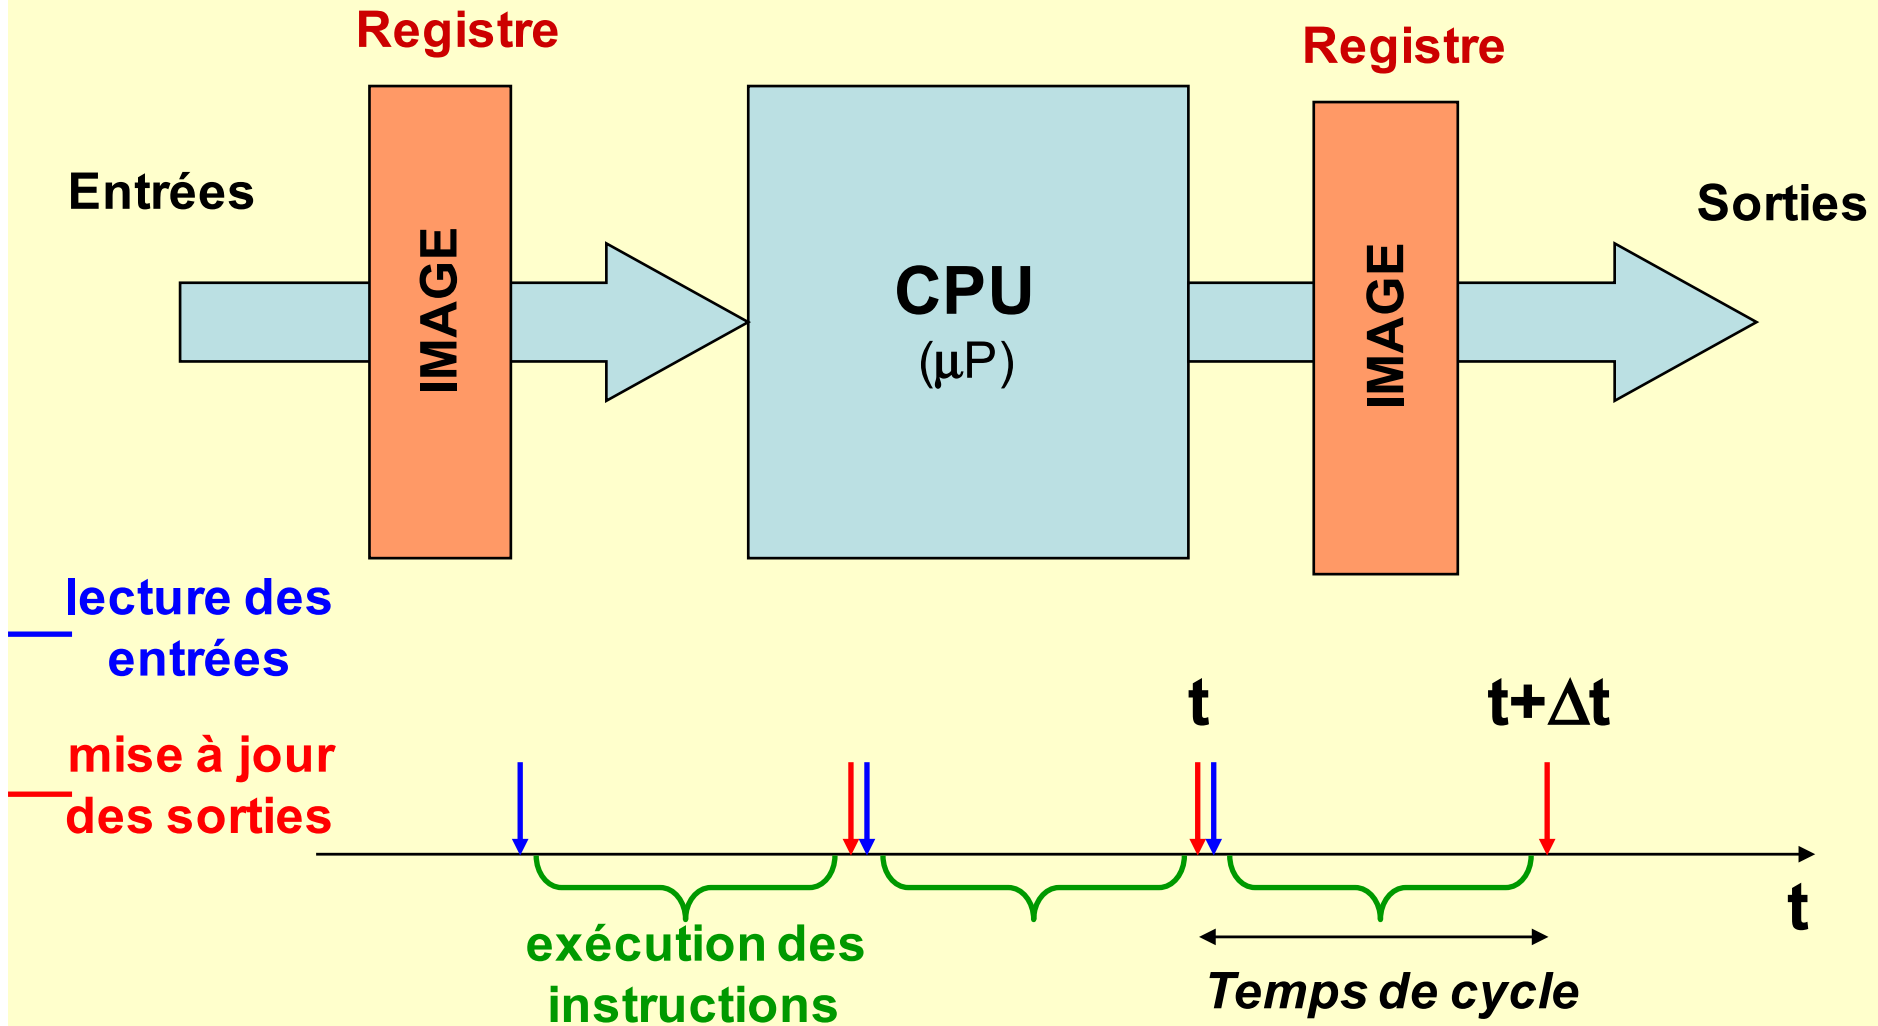 Registre
Registre
Entrées
Sorties
IMAGE
CPU
(μP)
IMAGE
lecture des
entrées
t
t+Δt
mise à jour
des sorties
t
exécution des
instructions
Temps de cycle